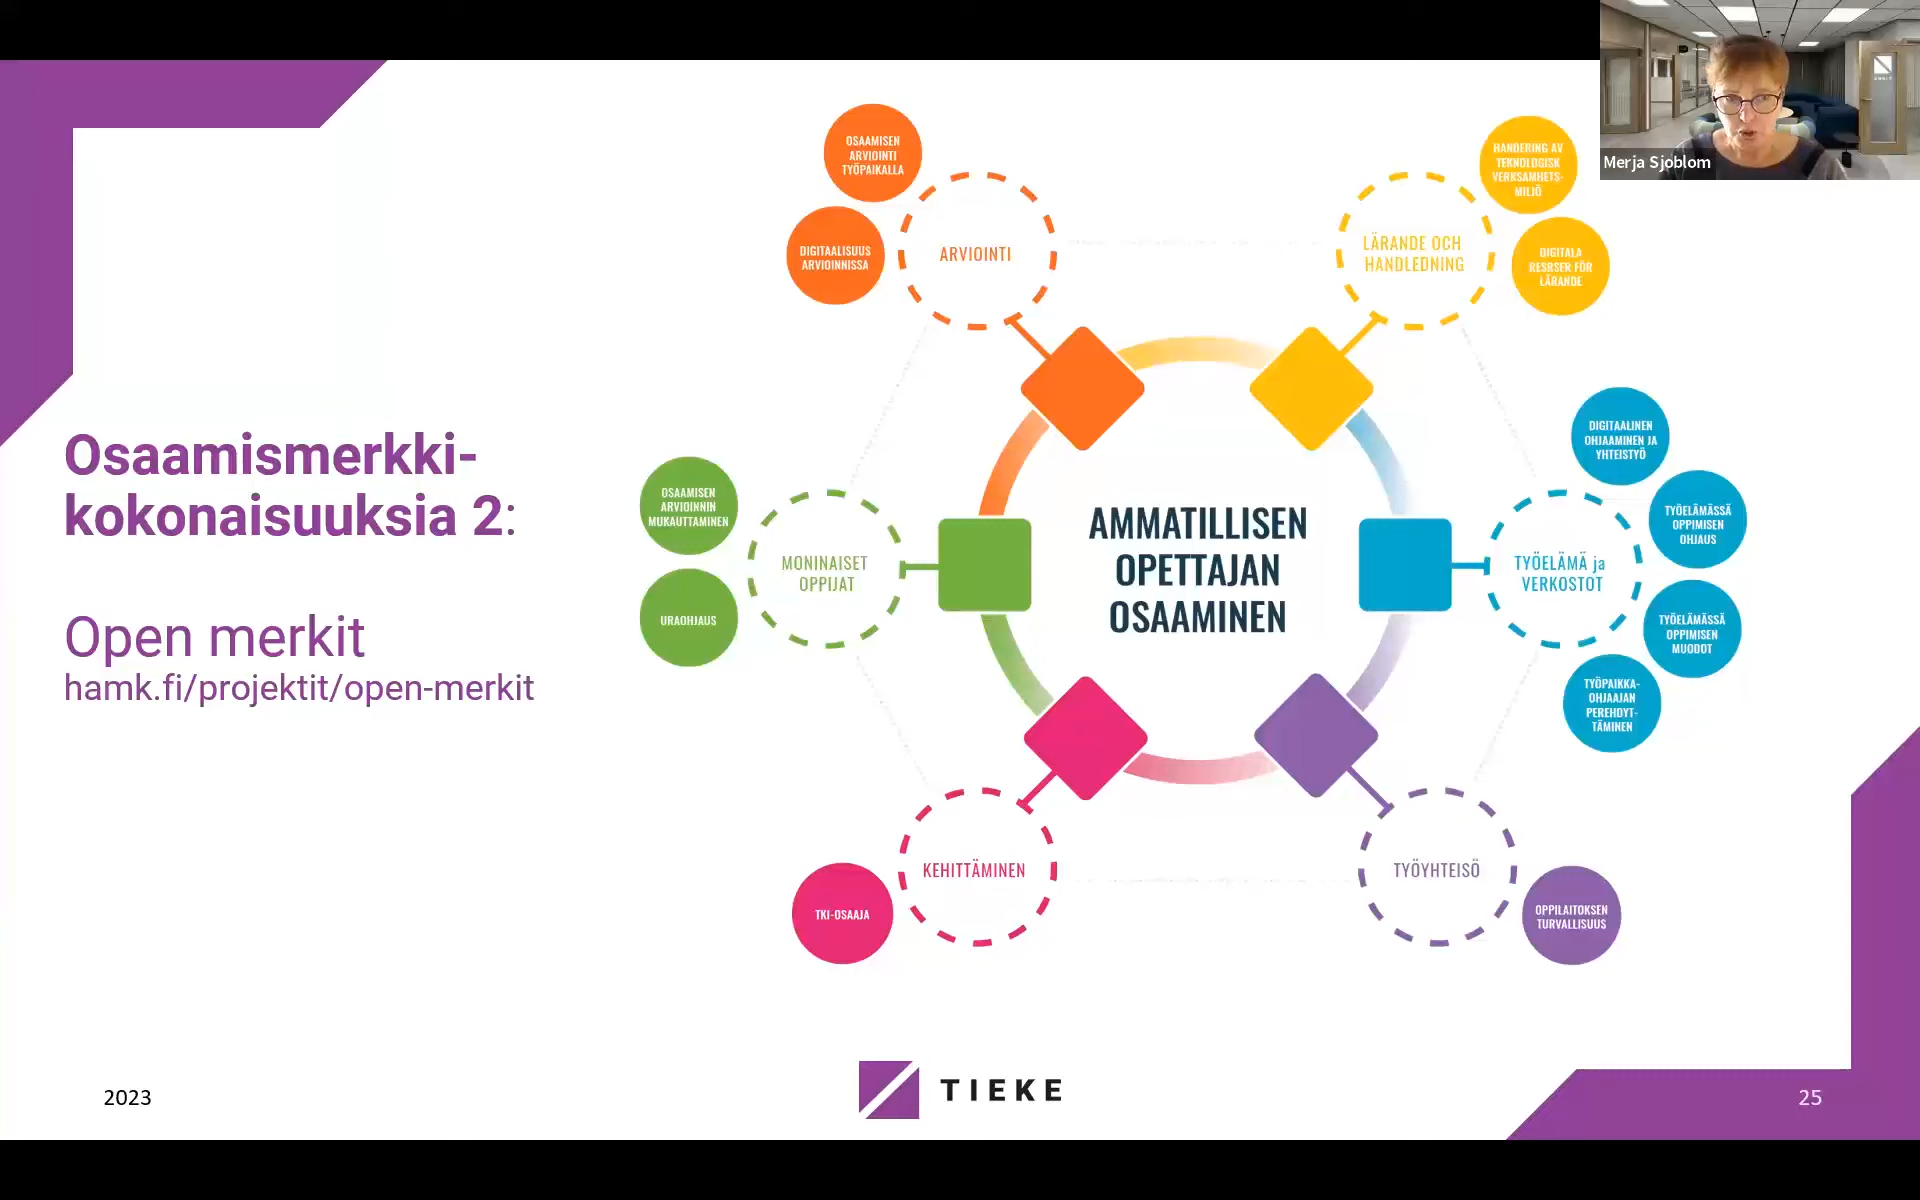 Merja Sjoblom
Osaamismerkki-
kokonaisuuksia 2:
Open merkit
hamk.fi/projektit/open-merkit
OSAAMISEN
ARVIOINTI
TYÖPAIKALLA
DIGITAALISUUS
ARVIOINNISSA
ARVIOINTI
LÄRANDE OCH
HANDLEDNING
HANDERING AV
TEKNOLOGISK
VERKSAMHETS-
MILJÖ
DIGITALA
RESRSER FÖR
LÄRANDE
OSAAMISEN
ARVIOINNIN
MUKAUTTAMINEN
URAOHJAUS
MONINAISET
OPPIJAT
AMMATILLISEN
OPETTAJAN
OSAAMINEN
TYÖELÄMÄ ja
VERKOSTOT
DIGITAALINEN
OHJAAMINEN JA
YHTEISTYÖ
TYÖELÄMÄSSÄ
OPPIMISEN
OHJAUS
TYÖELÄMÄSSÄ
OPPIMISEN
MUODOT
TYÖPAIKKA-
OHJAAJAN
PEREHDYT-
TÄMINEN
KEHITTÄMINEN
TKI-OSAAJA
TYÖYHTEISÖ
OPPILAITOKSEN
TURVALLISUUS
2023
TIEKE
25